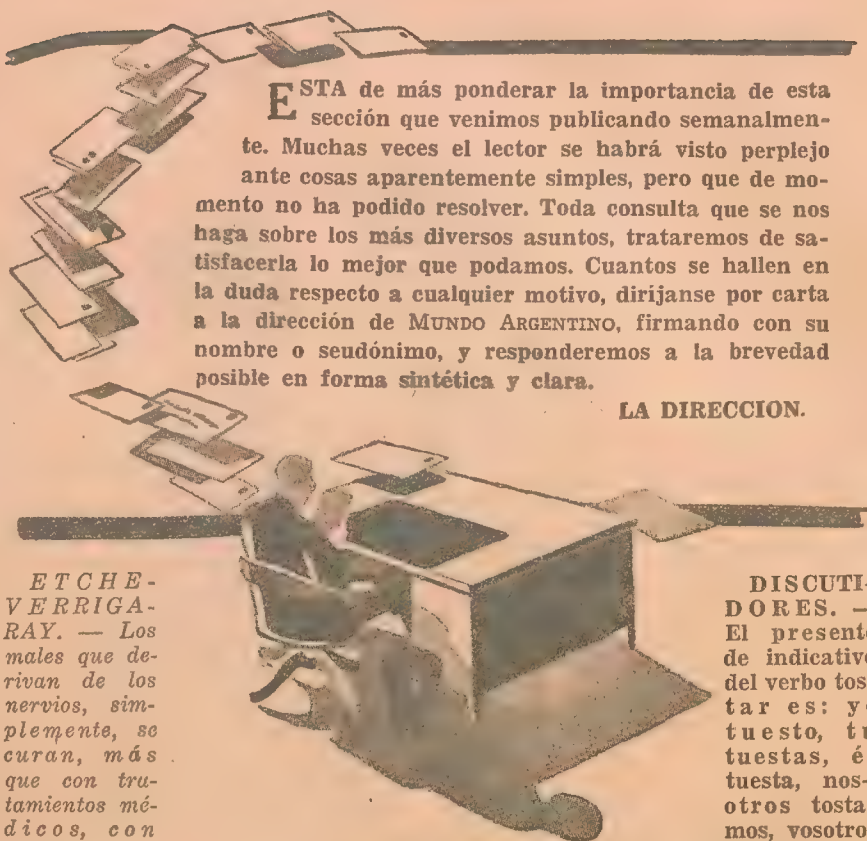 ESTA de más ponderar la importancia de esta
sección que venimos publicando semanalmen-
te. Muchas veces el lector se habrá visto perplejo
ante cosas aparentemente simples, pero que de mo-
mento no ha podido resolver. Toda consulta que se nos
haga sobre los más diversos asuntos, trataremos de sa-
tisfacerla lo mejor que podamos. Cuantos se hallen en
la duda respecto a cualquier motivo, diríjanse por carta
a la dirección de MUNDO ARGENTINO, firmando con su
nombre o seudónimo, y responderemos a la brevedad
posible en forma sintética y clara.
LA DIRECCION.
ETCHE-
VERRIGA-
RAY. — Los
males que de-
rivan de los
nervios, sim-
plemente, se
curan, más
que con tra-
tamientos mé-
dicos, con
DISCUTI-
DORES. —
El presente
de indicativo
del verbo tos-
tar es: yo
tuesto, tu
tuestas, él
tuesta, nos-
otros tosta-
mos, vosotros